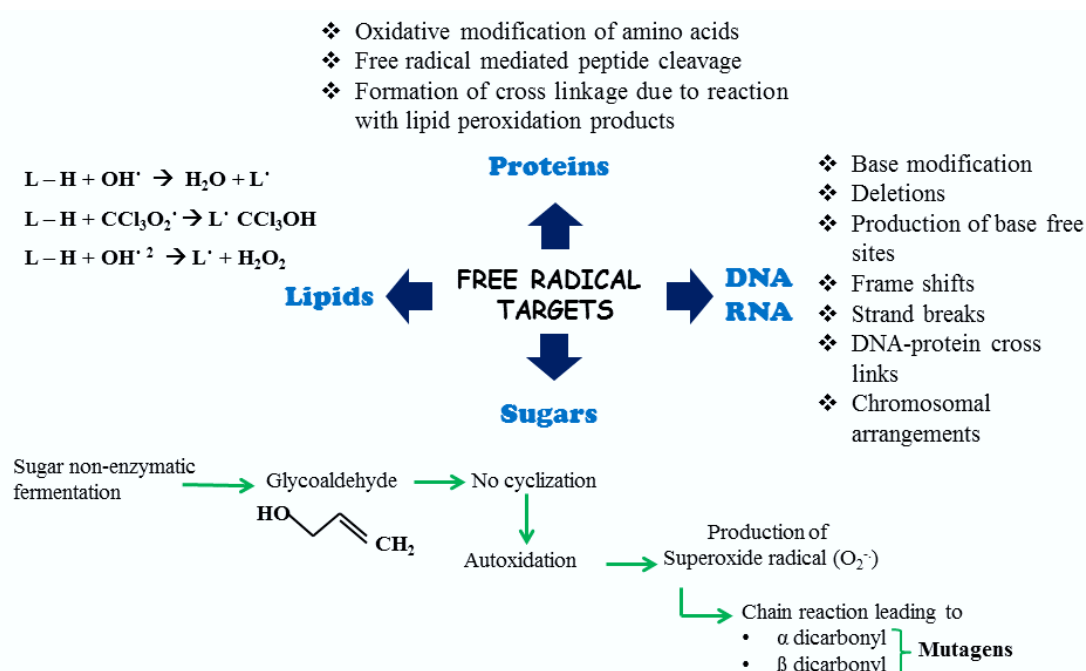 ❖ Oxidative modification of amino acids
❖ Free radical mediated peptide cleavage
❖ Formation of cross linkage due to reaction
with lipid peroxidation products
Proteins
L – H + OH˙ → H₂O + L˙
L – H + CCl₃O₂˙ → L˙ CCl₃OH
L – H + OH˙ ² → L˙ + H₂O₂
Lipids
FREE RADICAL
TARGETS
DNA
RNA
❖ Base modification
❖ Deletions
❖ Production of base free
sites
❖ Frame shifts
❖ Strand breaks
❖ DNA-protein cross
links
❖ Chromosomal
arrangements
Sugars
Sugar non-enzymatic
fermentation
Glycoaldehyde
No cyclization
HO
CH₂
Autoxidation
Production of
Superoxide radical (O₂⁻˙)
Chain reaction leading to
• α dicarbonyl
• β dicarbonyl
Mutagens